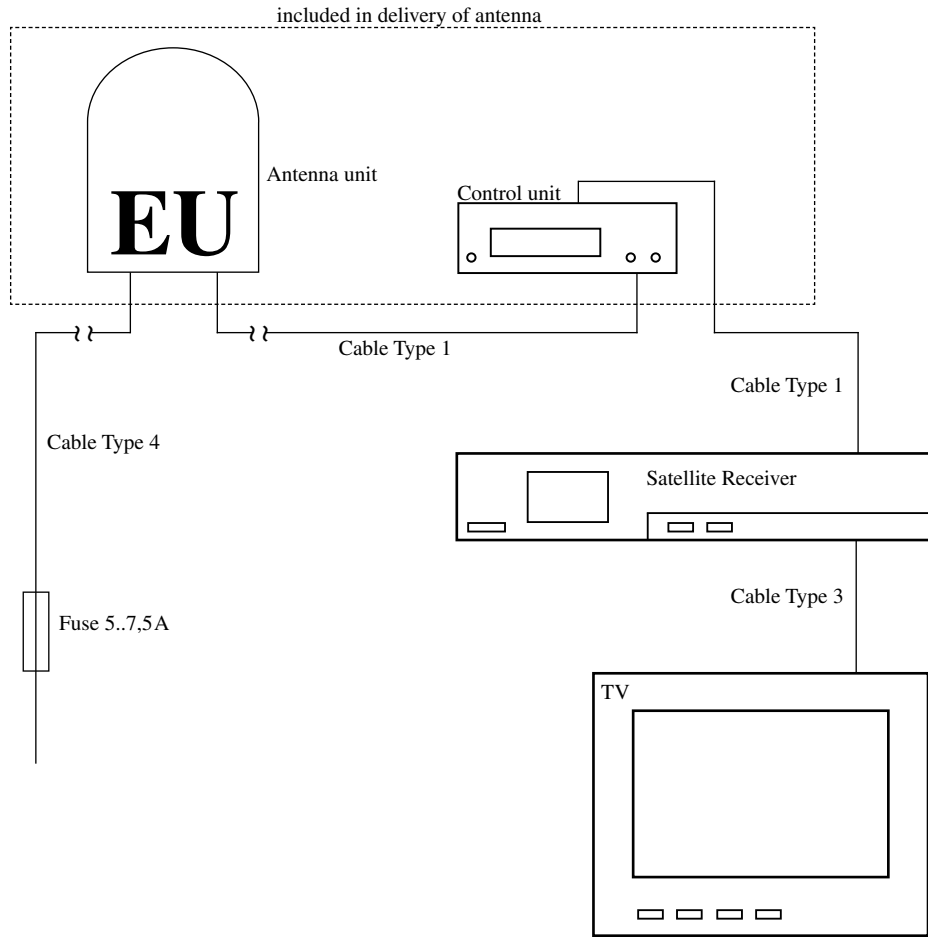 included in delivery of antenna
Antenna unit
EU
Control unit
Cable Type 1
Cable Type 1
Cable Type 4
Satellite Receiver
Cable Type 3
Fuse 5..7,5A
TV